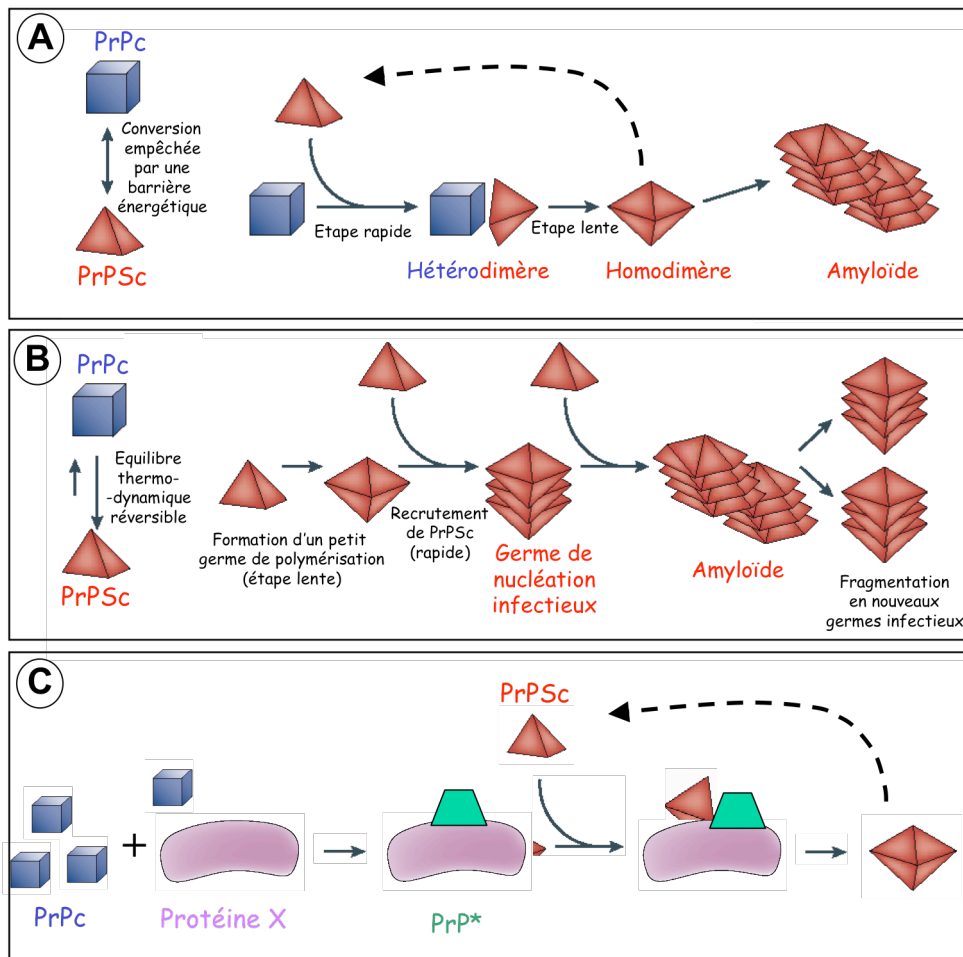 A
PrPc
Conversion
empêchée
par une
barrière
énergétique
PrPSc
Etape rapide
Etape lente
Hétérodimère
Homodimère
Amyloïde
B
PrPc
Equilibre
thermo-
-dynamique
réversible
PrPSc
Formation d'un petit
germe de polymérisation
(étape lente)
Recrutement
de PrPSc
(rapide)
Germe de
nucléation
infectieux
Amyloïde
Fragmentation
en nouveaux
germes infectieux
C
PrPSc
+
PrPc
Protéine X
PrP*